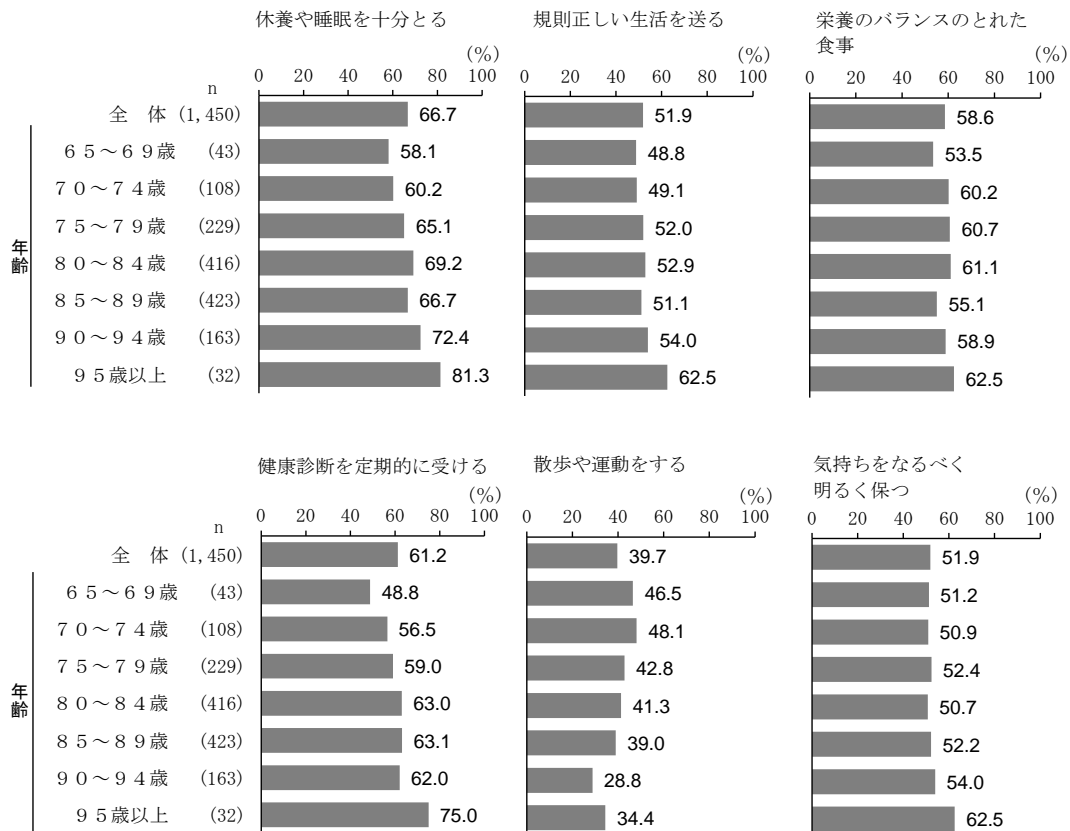 休養や睡眠を十分とる 規則正しい生活を送る 栄養のバランスのとれた
食事
(%) (%) (%)
n 0 20 40 60 80 100 0 20 40 60 80 100 0 20 40 60 80 100
全 体 (1,450) 66.7 51.9 58.6
65～69歳 (43) 58.1 48.8 53.5
70～74歳 (108) 60.2 49.1 60.2
75～79歳 (229) 65.1 52.0 60.7
年齢
80～84歳 (416) 69.2 52.9 61.1
85～89歳 (423) 66.7 51.1 55.1
90～94歳 (163) 72.4 54.0 58.9
95歳以上 (32) 81.3 62.5 62.5
健康診断を定期的に受ける 散歩や運動をする 気持ちをなるべく
明るく保つ
(%) (%) (%)
n 0 20 40 60 80 100 0 20 40 60 80 100 0 20 40 60 80 100
全 体 (1,450) 61.2 39.7 51.9
65～69歳 (43) 48.8 46.5 51.2
70～74歳 (108) 56.5 48.1 50.9
75～79歳 (229) 59.0 42.8 52.4
年齢
80～84歳 (416) 63.0 41.3 50.7
85～89歳 (423) 63.1 39.0 52.2
90～94歳 (163) 62.0 28.8 54.0
95歳以上 (32) 75.0 34.4 62.5